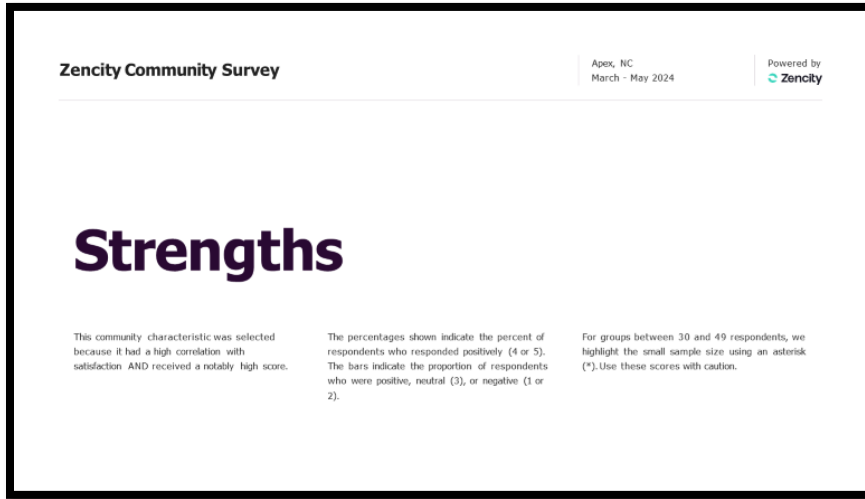 Zencity Community Survey
Apex, NC
March - May 2024
Powered by
Zencity
Strengths
This community characteristic was selected
because it had a high correlation with
satisfaction AND received a notably high score.
The percentages shown indicate the percent of
respondents who responded positively (4 or 5).
The bars indicate the proportion of respondents
who were positive, neutral (3), or negative (1 or
2).
For groups between 30 and 49 respondents, we
highlight the small sample size using an asterisk
(*). Use these scores with caution.